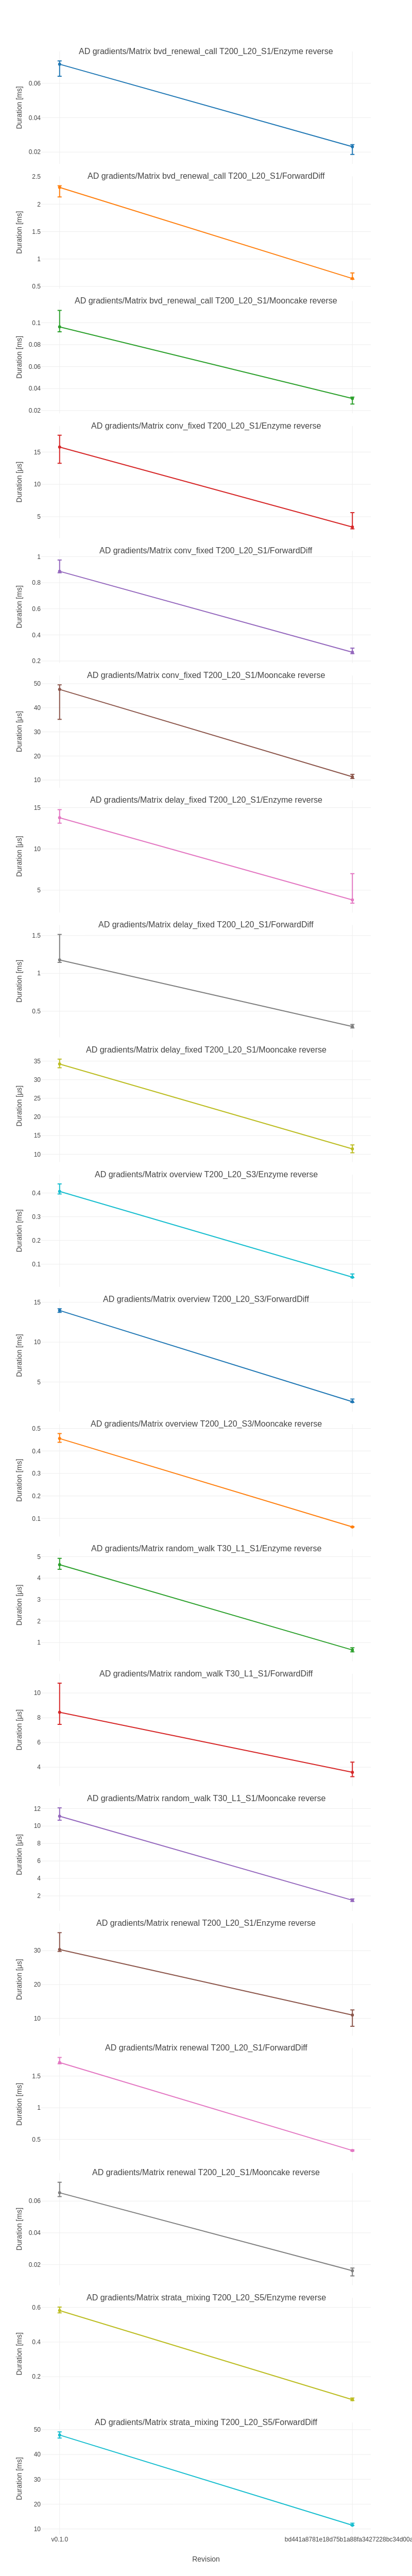 AD gradients/Matrix bvd_renewal_call T200_L20_S1/Enzyme reverse
Duration [ms]
0.06
0.04
0.02
AD gradients/Matrix bvd_renewal_call T200_L20_S1/ForwardDiff
Duration [ms]
2.5
2
1.5
1
0.5
AD gradients/Matrix bvd_renewal_call T200_L20_S1/Mooncake reverse
Duration [ms]
0.1
0.08
0.06
0.04
0.02
AD gradients/Matrix conv_fixed T200_L20_S1/Enzyme reverse
Duration [µs]
15
10
5
AD gradients/Matrix conv_fixed T200_L20_S1/ForwardDiff
Duration [ms]
1
0.8
0.6
0.4
0.2
AD gradients/Matrix conv_fixed T200_L20_S1/Mooncake reverse
Duration [µs]
50
40
30
20
10
AD gradients/Matrix delay_fixed T200_L20_S1/Enzyme reverse
Duration [µs]
15
10
5
AD gradients/Matrix delay_fixed T200_L20_S1/ForwardDiff
Duration [ms]
1.5
1
0.5
AD gradients/Matrix delay_fixed T200_L20_S1/Mooncake reverse
Duration [µs]
35
30
25
20
15
10
AD gradients/Matrix overview T200_L20_S3/Enzyme reverse
Duration [ms]
0.4
0.3
0.2
0.1
AD gradients/Matrix overview T200_L20_S3/ForwardDiff
Duration [ms]
15
10
5
AD gradients/Matrix overview T200_L20_S3/Mooncake reverse
Duration [ms]
0.5
0.4
0.3
0.2
0.1
AD gradients/Matrix random_walk T30_L1_S1/Enzyme reverse
Duration [µs]
5
4
3
2
1
AD gradients/Matrix random_walk T30_L1_S1/ForwardDiff
Duration [µs]
10
8
6
4
AD gradients/Matrix random_walk T30_L1_S1/Mooncake reverse
Duration [µs]
12
10
8
6
4
2
AD gradients/Matrix renewal T200_L20_S1/Enzyme reverse
Duration [µs]
30
20
10
AD gradients/Matrix renewal T200_L20_S1/ForwardDiff
Duration [ms]
1.5
1
0.5
AD gradients/Matrix renewal T200_L20_S1/Mooncake reverse
Duration [ms]
0.06
0.04
0.02
AD gradients/Matrix strata_mixing T200_L20_S5/Enzyme reverse
Duration [ms]
0.6
0.4
0.2
AD gradients/Matrix strata_mixing T200_L20_S5/ForwardDiff
Duration [ms]
50
40
30
20
10
v0.1.0
bd441a8781e18d75b1a88fa3427228bc34d00a
Revision